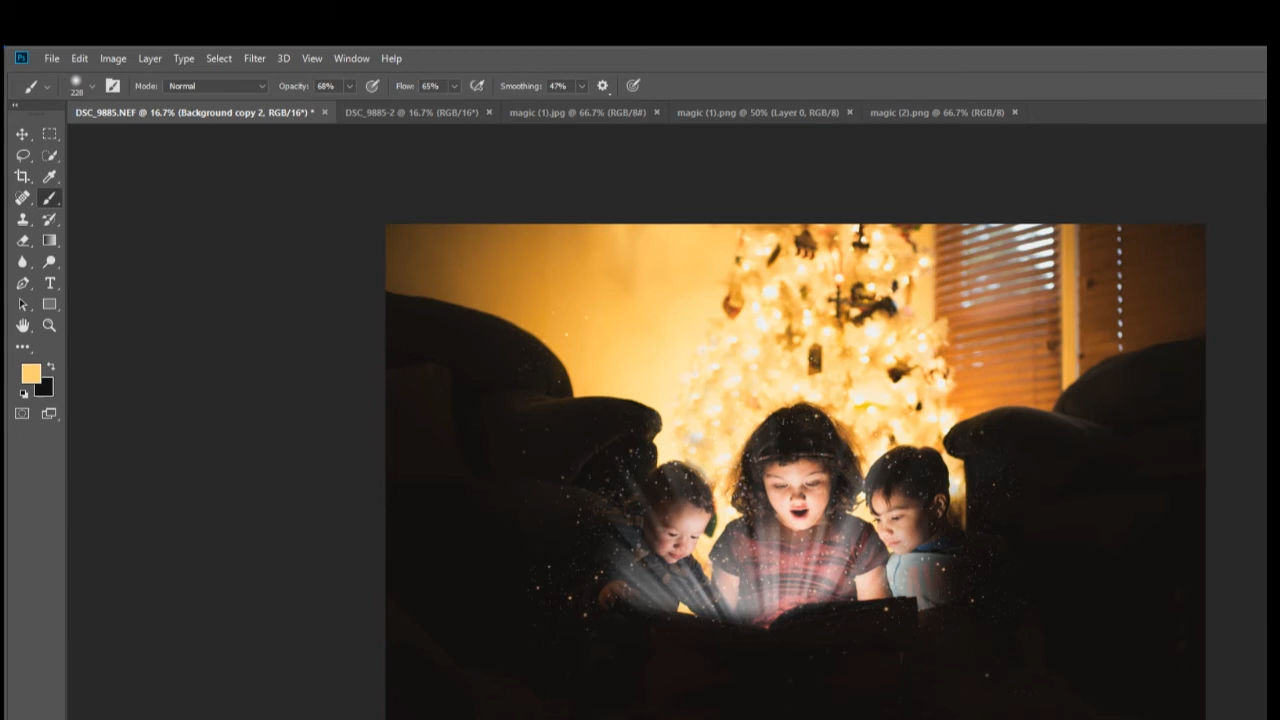 Ps File Edit Image Layer Type Select Filter 3D View Window Help
228 Mode: Normal Opacity: 68% Flow: 65% Smoothing: 47%
DSC_9885.NEF @ 16.7% (Background copy 2, RGB/16*) * × DSC_9885-2 @ 16.7% (RGB/16*) × magic (1).jpg @ 66.7% (RGB/8#) × magic (1).png @ 50% (Layer 0, RGB/8) × magic (2).png @ 66.7% (RGB/8) ×
T